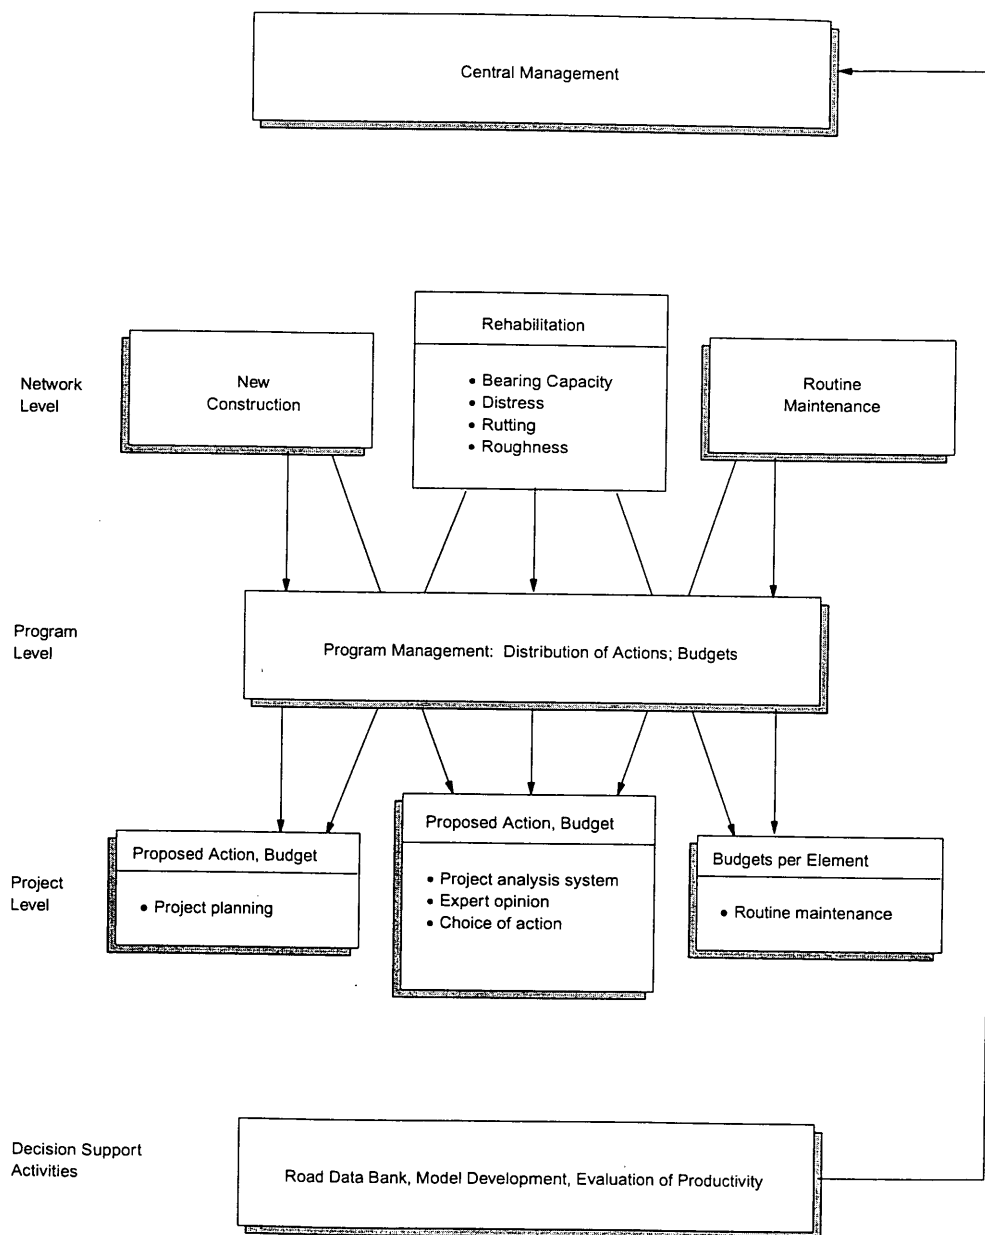 Central Management
Network
Level
New
Construction
Rehabilitation
• Bearing Capacity
• Distress
• Rutting
• Roughness
Routine
Maintenance
Program
Level
Program Management: Distribution of Actions; Budgets
Project
Level
Proposed Action, Budget
• Project planning
Proposed Action, Budget
• Project analysis system
• Expert opinion
• Choice of action
Budgets per Element
• Routine maintenance
Decision Support
Activities
Road Data Bank, Model Development, Evaluation of Productivity